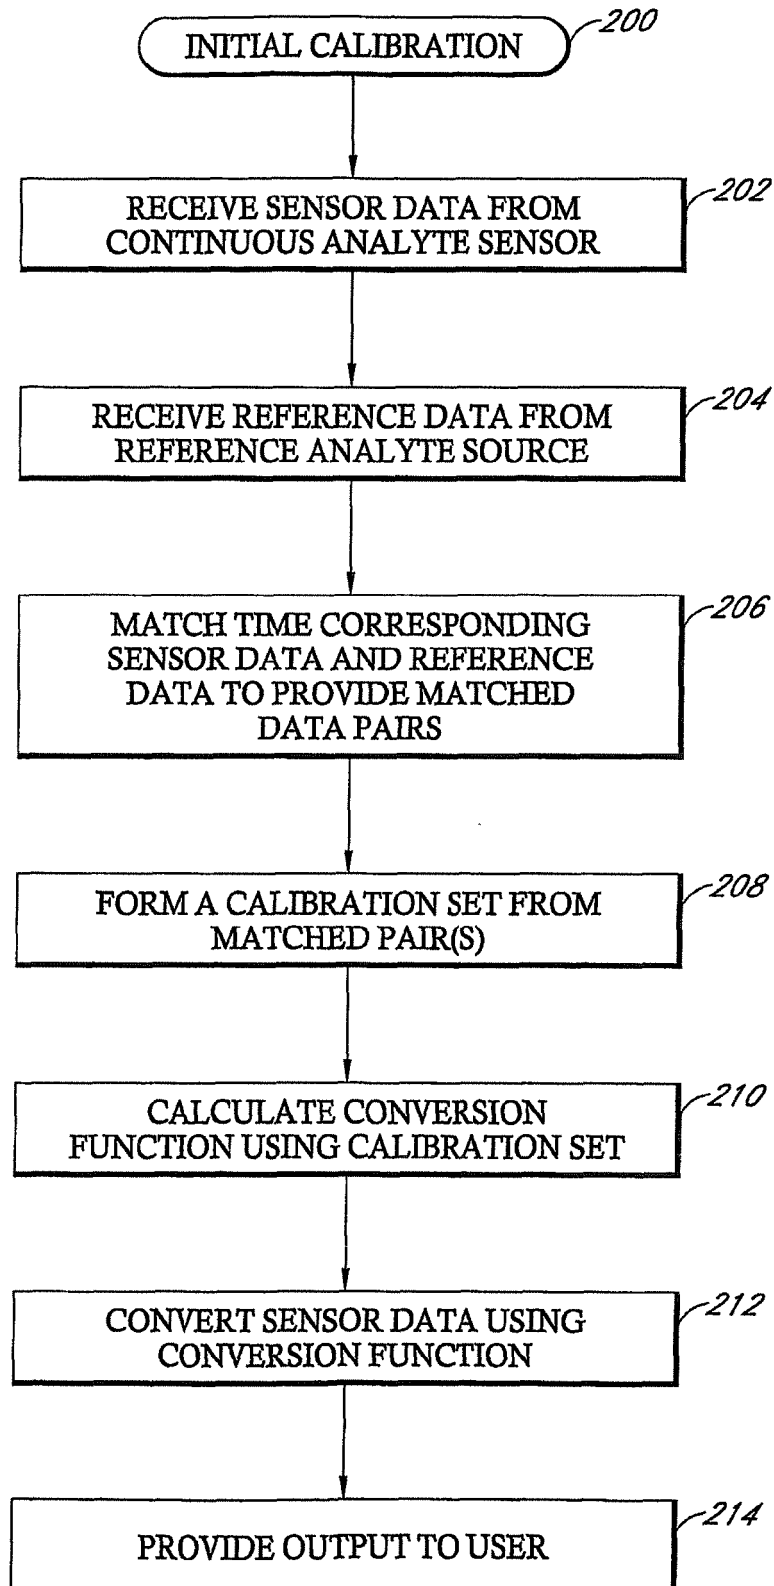 INITIAL CALIBRATION
200
RECEIVE SENSOR DATA FROM
CONTINUOUS ANALYTE SENSOR
202
RECEIVE REFERENCE DATA FROM
REFERENCE ANALYTE SOURCE
204
MATCH TIME CORRESPONDING
SENSOR DATA AND REFERENCE
DATA TO PROVIDE MATCHED
DATA PAIRS
206
FORM A CALIBRATION SET FROM
MATCHED PAIR(S)
208
CALCULATE CONVERSION
FUNCTION USING CALIBRATION SET
210
CONVERT SENSOR DATA USING
CONVERSION FUNCTION
212
PROVIDE OUTPUT TO USER
214